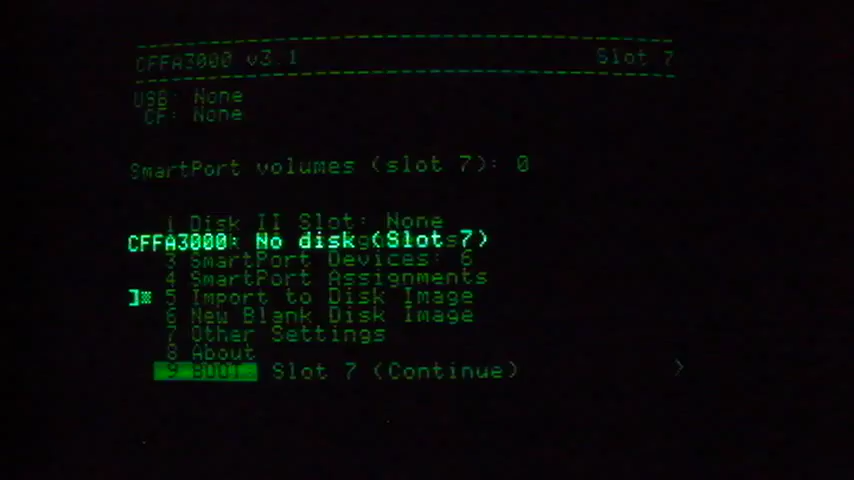 CFFA3000 v3.1 Slot 7
USB: None
CF: None
SmartPort volumes (slot 7): 0
1 Disk II Slot: None
CFFA3000: No disk (Slot 7)
3 SmartPort Devices: 6
4 SmartPort Assignments
]▒ 5 Import to Disk Image
6 New Blank Disk Image
7 Other Settings
8 About
9 BOOT Slot 7 (Continue) >